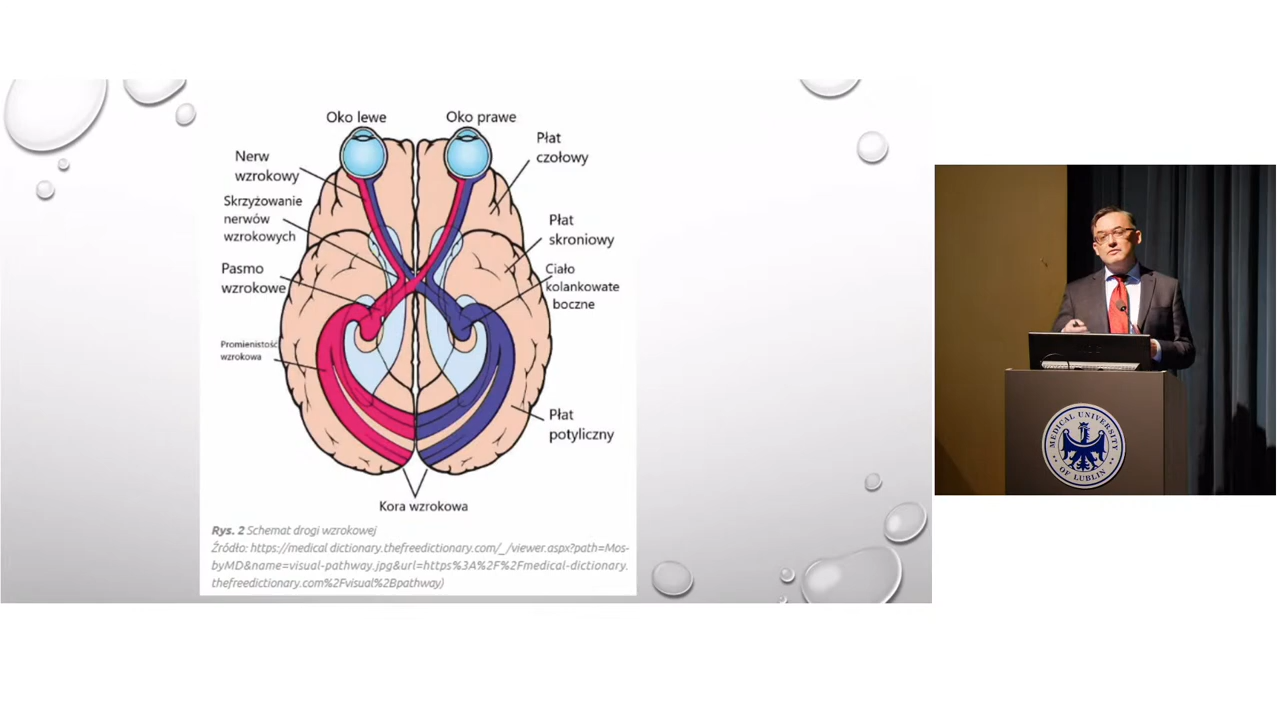 Oko lewe
Oko prawe
Płat
czołowy
Nerw
wzrokowy
Skrzyżowanie
nerwów
wzrokowych
Płat
skroniowy
Pasmo
wzrokowe
Ciało
kolankowate
boczne
Promienistość
wzrokowa
Płat
potyliczny
Kora wzrokowa
Rys. 2 Schemat drogi wzrokowej
Źródło: https://medical dictionary.thefreedictionary.com/_/viewer.aspx?path=Mos-
byMD&name=visual-pathway.jpg&url=https%3A%2F%2Fmedical-dictionary.
thefreedictionary.com%2Fvisual%2Bpathway)
MEDICAL UNIVERSITY
OF LUBLIN